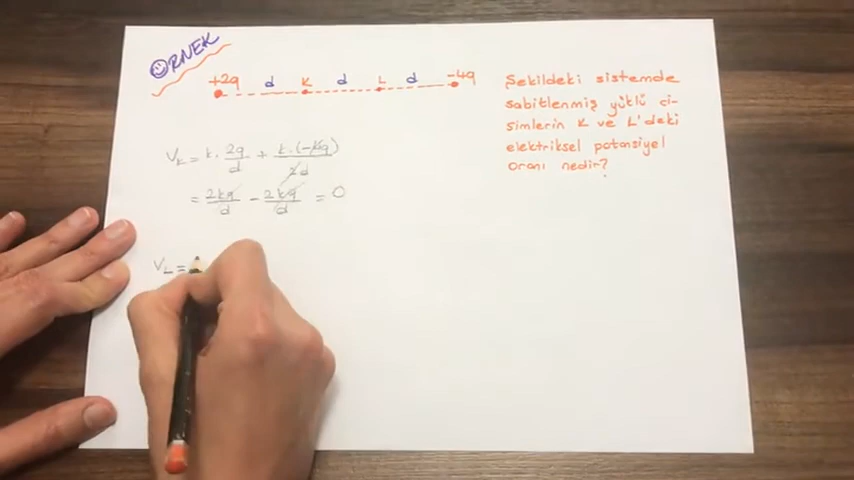 ÖRNEK
+2q d K d L d -4q
Şekildeki sistemde
sabitlenmiş yüklü ci-
simlerin K ve L'deki
elektriksel potansiyel
oranı nedir?
V_K = k. 2q/d + k.(-4q)/2d
= 2kq/d - 2kq/d = 0
V_L =